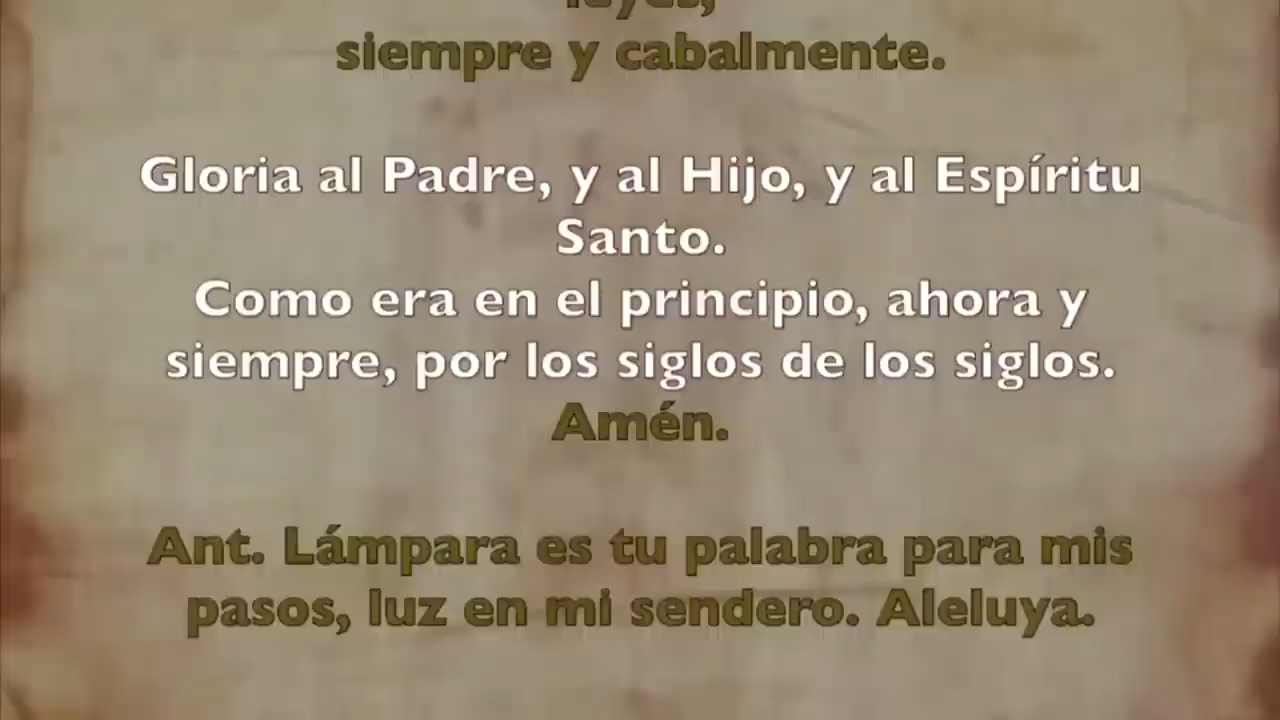 siempre y cabalmente.
Gloria al Padre, y al Hijo, y al Espíritu
Santo.
Como era en el principio, ahora y
siempre, por los siglos de los siglos.
Amén.
Ant. Lámpara es tu palabra para mis
pasos, luz en mi sendero. Aleluya.